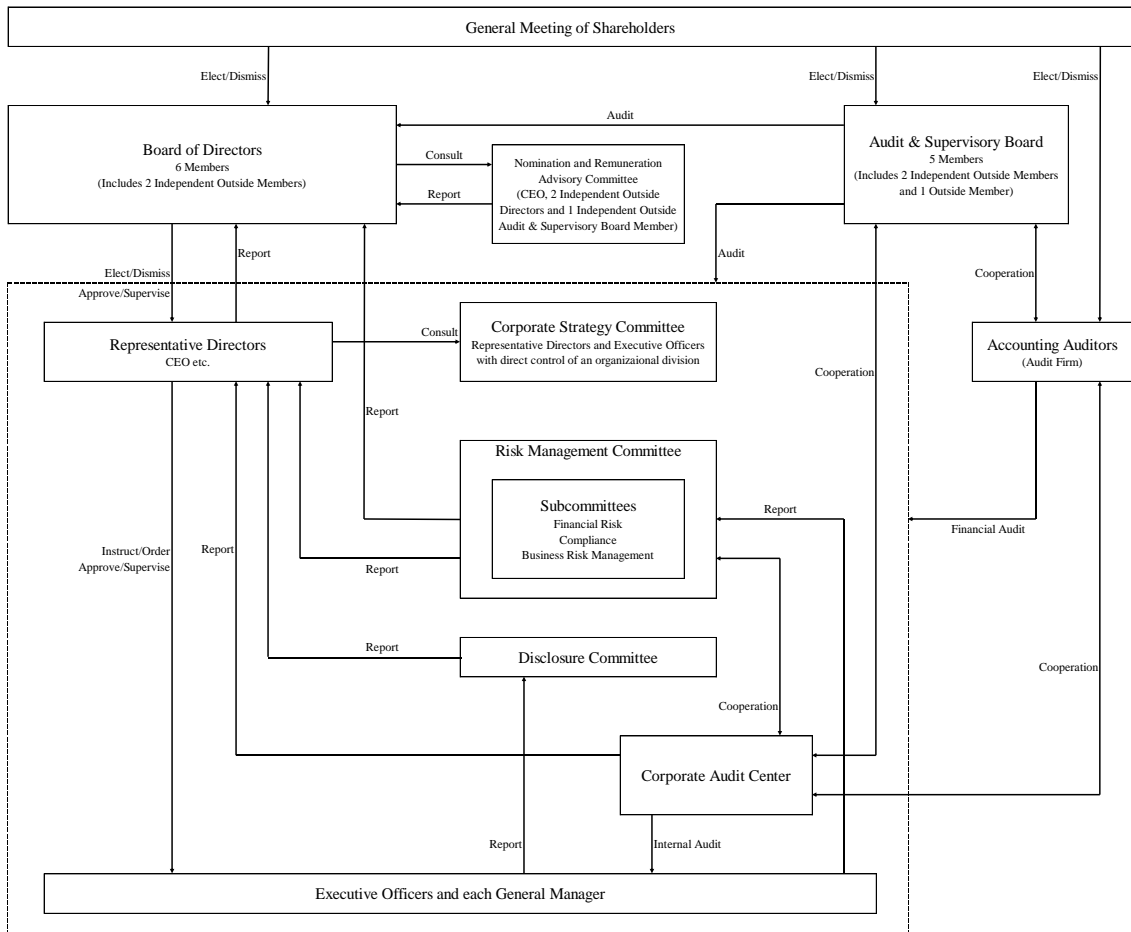 General Meeting of Shareholders
Elect/Dismiss
Elect/Dismiss
Elect/Dismiss
Audit
Board of Directors
6 Members
(Includes 2 Independent Outside Members)
Consult
Report
Nomination and Remuneration
Advisory Committee
(CEO, 2 Independent Outside
Directors and 1 Independent Outside
Audit & Supervisory Board Member)
Audit & Supervisory Board
5 Members
(Includes 2 Independent Outside Members
and 1 Outside Member)
Report
Audit
Elect/Dismiss
Approve/Supervise
Cooperation
Representative Directors
CEO etc.
Consult
Corporate Strategy Committee
Representative Directors and Executive Officers
with direct control of an organizaional division
Accounting Auditors
(Audit Firm)
Cooperation
Report
Risk Management Committee
Subcommittees
Financial Risk
Compliance
Business Risk Management
Report
Financial Audit
Instruct/Order
Approve/Supervise
Report
Report
Report
Disclosure Committee
Cooperation
Cooperation
Corporate Audit Center
Report
Internal Audit
Executive Officers and each General Manager